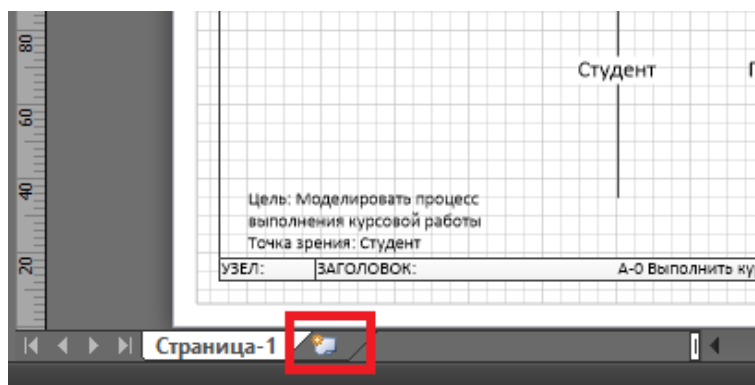 80
Студент
60
40
Цель: Моделировать процесс
выполнения курсовой работы
Точка зрения: Студент
20
УЗЕЛ: ЗАГОЛОВОК: А-0 Выполнить ку
Страница-1